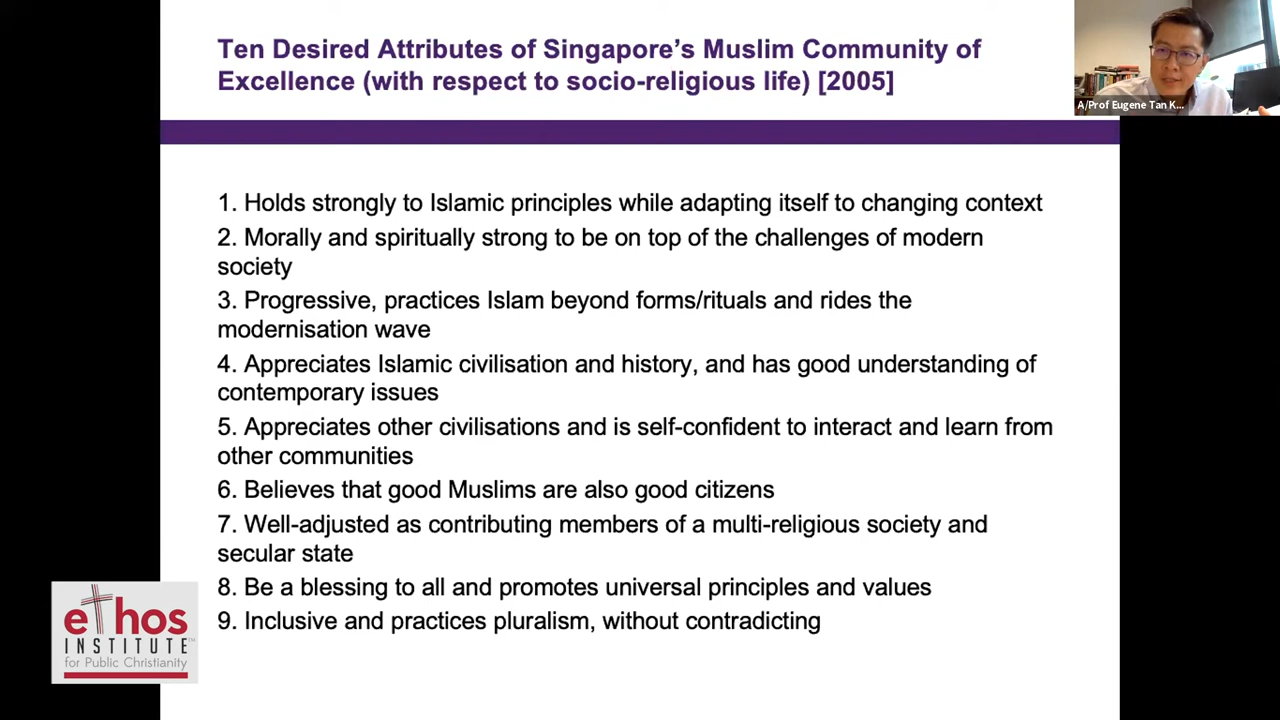 Ten Desired Attributes of Singapore's Muslim Community of
Excellence (with respect to socio-religious life) [2005]
A/Prof Eugene Tan K...
1. Holds strongly to Islamic principles while adapting itself to changing context
2. Morally and spiritually strong to be on top of the challenges of modern
society
3. Progressive, practices Islam beyond forms/rituals and rides the
modernisation wave
4. Appreciates Islamic civilisation and history, and has good understanding of
contemporary issues
5. Appreciates other civilisations and is self-confident to interact and learn from
other communities
6. Believes that good Muslims are also good citizens
7. Well-adjusted as contributing members of a multi-religious society and
secular state
8. Be a blessing to all and promotes universal principles and values
9. Inclusive and practices pluralism, without contradicting
ethos
INSTITUTE™
for Public Christianity